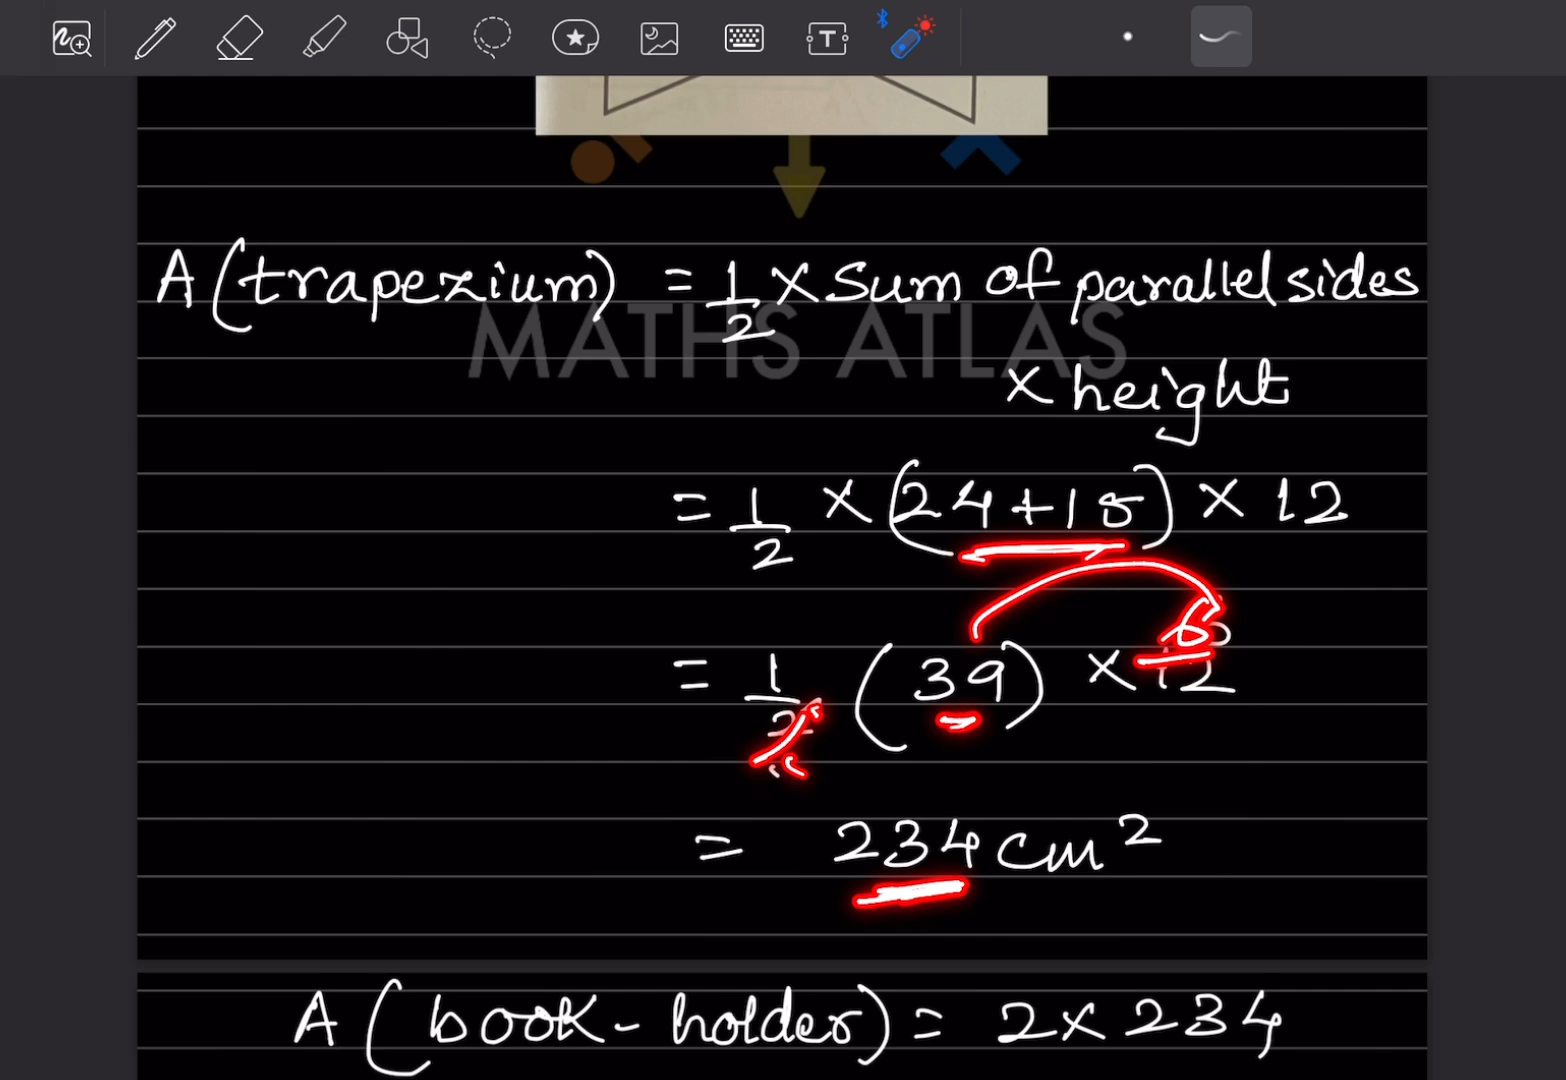 A (trapezium) = 1/2 × Sum of parallel sides
MATHS ATLAS
× height
= 1/2 × (24+15) × 12
6
= 1/2 (39) × 12
= 234 cm²
A (book-holder) = 2 × 234